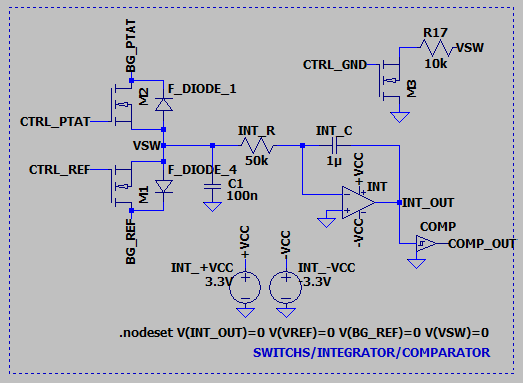 BG_PTAT
M2
F_DIODE_1
CTRL_PTAT
VSW
CTRL_REF
M1
F_DIODE_4
BG_REF
C1
100n
INT_R
50k
INT_C
1µ
+VCC
INT
-VCC
INT_OUT
COMP
COMP_OUT
CTRL_GND
M3
R17
10k
VSW
+VCC
INT_+VCC
3.3V
-VCC
INT_-VCC
-3.3V
.nodeset V(INT_OUT)=0 V(VREF)=0 V(BG_REF)=0 V(VSW)=0
SWITCHS/INTEGRATOR/COMPARATOR